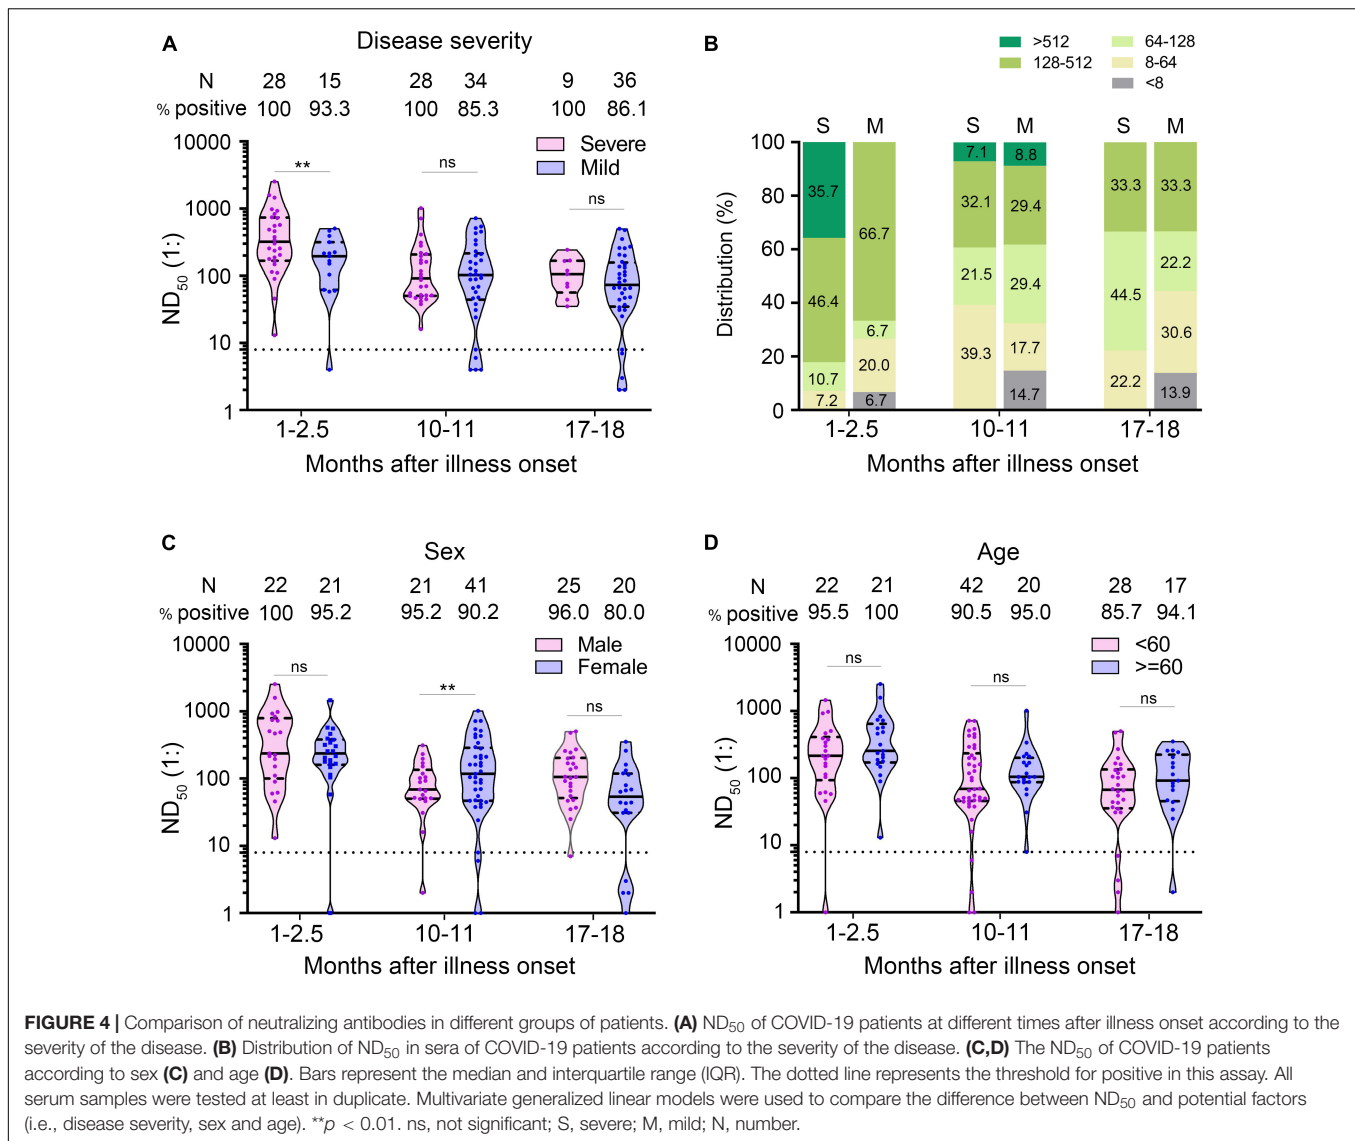 A Disease severity
N 28 15 28 34 9 36
% positive 100 93.3 100 85.3 100 86.1
10000
1000
100
10
1
ND50 (1:)
Severe
Mild
** ns ns
1-2.5 10-11 17-18
Months after illness onset
B
>512 64-128
128-512 8-64
<8
S M S M S M
100
80
60
40
20
0
Distribution (%)
35.7 7.1 8.8
46.4 66.7 32.1 29.4 33.3 33.3
10.7 6.7 21.5 29.4 44.5 22.2
7.2 20.0 39.3 17.7 22.2 30.6
6.7 14.7 13.9
1-2.5 10-11 17-18
Months after illness onset
C Sex
N 22 21 21 41 25 20
% positive 100 95.2 95.2 90.2 96.0 80.0
10000
1000
100
10
1
ND50 (1:)
Male
Female
ns ** ns
1-2.5 10-11 17-18
Months after illness onset
D Age
N 22 21 42 20 28 17
% positive 95.5 100 90.5 95.0 85.7 94.1
10000
1000
100
10
1
ND50 (1:)
<60
>=60
ns ns ns
1-2.5 10-11 17-18
Months after illness onset
FIGURE 4 | Comparison of neutralizing antibodies in different groups of patients. (A) ND50 of COVID-19 patients at different times after illness onset according to the
severity of the disease. (B) Distribution of ND50 in sera of COVID-19 patients according to the severity of the disease. (C,D) The ND50 of COVID-19 patients
according to sex (C) and age (D). Bars represent the median and interquartile range (IQR). The dotted line represents the threshold for positive in this assay. All
serum samples were tested at least in duplicate. Multivariate generalized linear models were used to compare the difference between ND50 and potential factors
(i.e., disease severity, sex and age). **p < 0.01. ns, not significant; S, severe; M, mild; N, number.